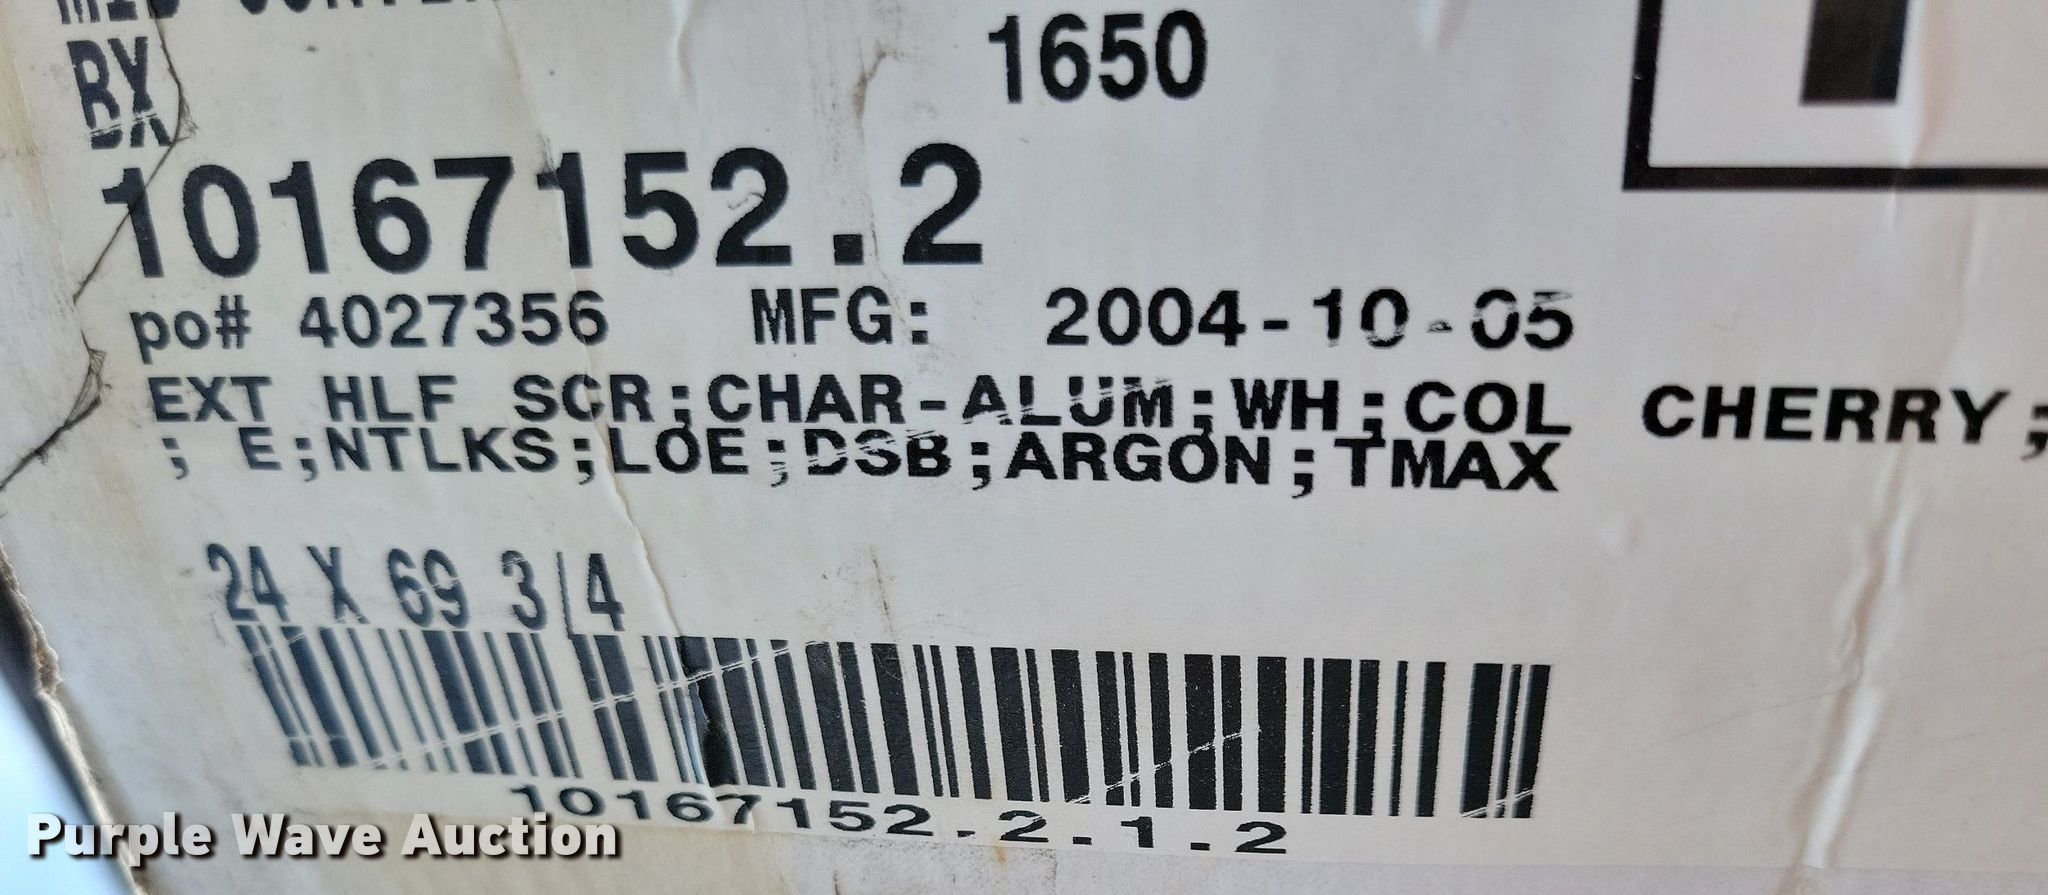 BX
1650
10167152.2
po# 4027356 MFG: 2004-10-05
EXT HLF SCR;CHAR-ALUM;WH;COL CHERRY;
; E;NTLKS;LOE;DSB;ARGON;TMAX
24 X 69 3/4
10167152.2.1.2
Purple Wave Auction